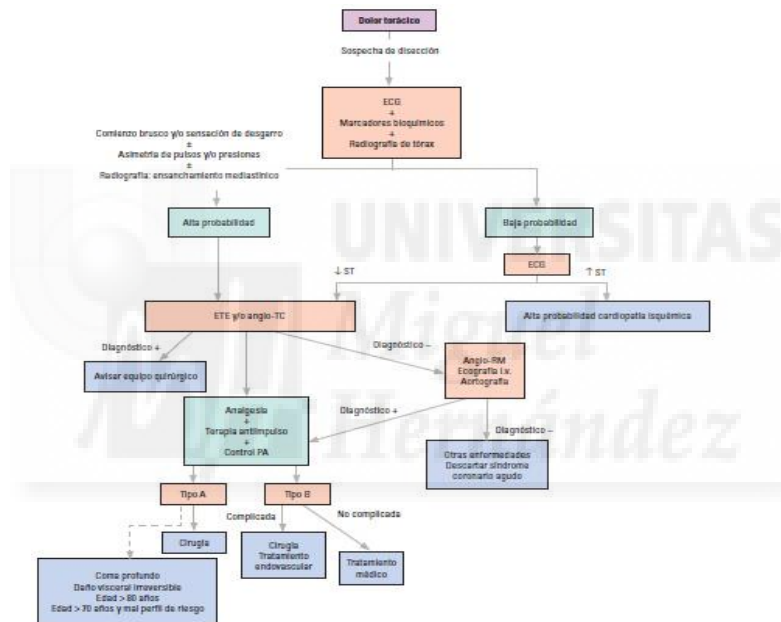 Dolor torácico
Sospecha de disección
ECG
+
Marcadores bioquímicos
+
Radiografía de tórax
Comienzo brusco y/o sensación de desgarro
±
Asimetría de pulsos y/o presiones
±
Radiografía: ensanchamiento mediastínico
Alta probabilidad
Baja probabilidad
UNIVERSITAS
Miguel
Hernández
ECG
↓ ST
↑ ST
ETE y/o angio-TC
Alta probabilidad cardiopatía isquémica
Diagnóstico +
Diagnóstico –
Avisar equipo quirúrgico
Angio-RM
Ecografía i.v.
Aortografía
Analgesia
+
Terapia antiimpulso
+
Control PA
Diagnóstico +
Diagnóstico –
Otras enfermedades
Descartar síndrome
coronario agudo
Tipo A
Tipo B
Complicada
No complicada
Cirugía
Cirugía
Tratamiento
endovascular
Tratamiento
médico
Coma profundo
Daño visceral irreversible
Edad > 80 años
Edad > 70 años y mal perfil de riesgo